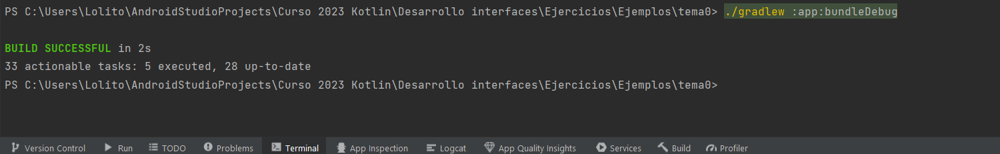 PS C:\Users\Lolito\AndroidStudioProjects\Curso 2023 Kotlin\Desarrollo interfaces\Ejercicios\Ejemplos\tema0> ./gradlew :app:bundleDebug
BUILD SUCCESSFUL in 2s
33 actionable tasks: 5 executed, 28 up-to-date
PS C:\Users\Lolito\AndroidStudioProjects\Curso 2023 Kotlin\Desarrollo interfaces\Ejercicios\Ejemplos\tema0>
Version Control Run TODO Problems Terminal App Inspection Logcat App Quality Insights Services Build Profiler